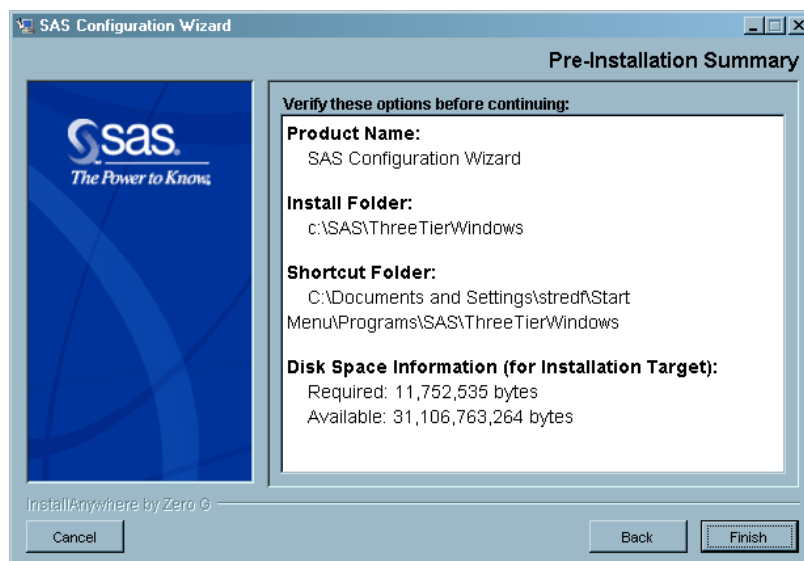 SAS Configuration Wizard
Pre-Installation Summary
sas.
The Power to Know.
Verify these options before continuing:
Product Name:
SAS Configuration Wizard
Install Folder:
c:\SAS\ThreeTierWindows
Shortcut Folder:
C:\Documents and Settings\stredf\Start
Menu\Programs\SAS\ThreeTierWindows
Disk Space Information (for Installation Target):
Required: 11,752,535 bytes
Available: 31,106,763,264 bytes
InstallAnywhere by Zero G
Cancel
Back
Finish